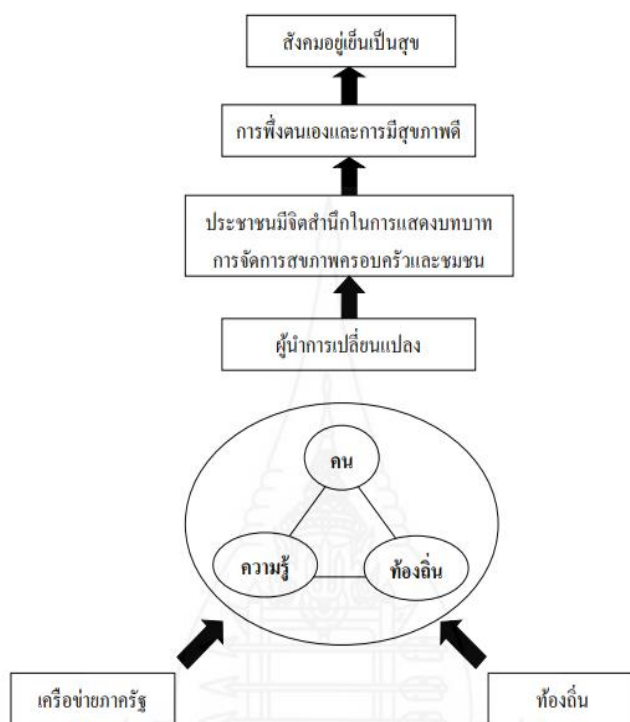 สังคมอยู่เย็นเป็นสุข
การพึ่งตนเองและการมีสุขภาพดี
ประชาชนมีจิตสำนึกในการแสดงบทบาท
การจัดการสุขภาพครอบครัวและชุมชน
ผู้นำการเปลี่ยนแปลง
คน
ความรู้
ท้องถิ่น
เครือข่ายภาครัฐ
ท้องถิ่น